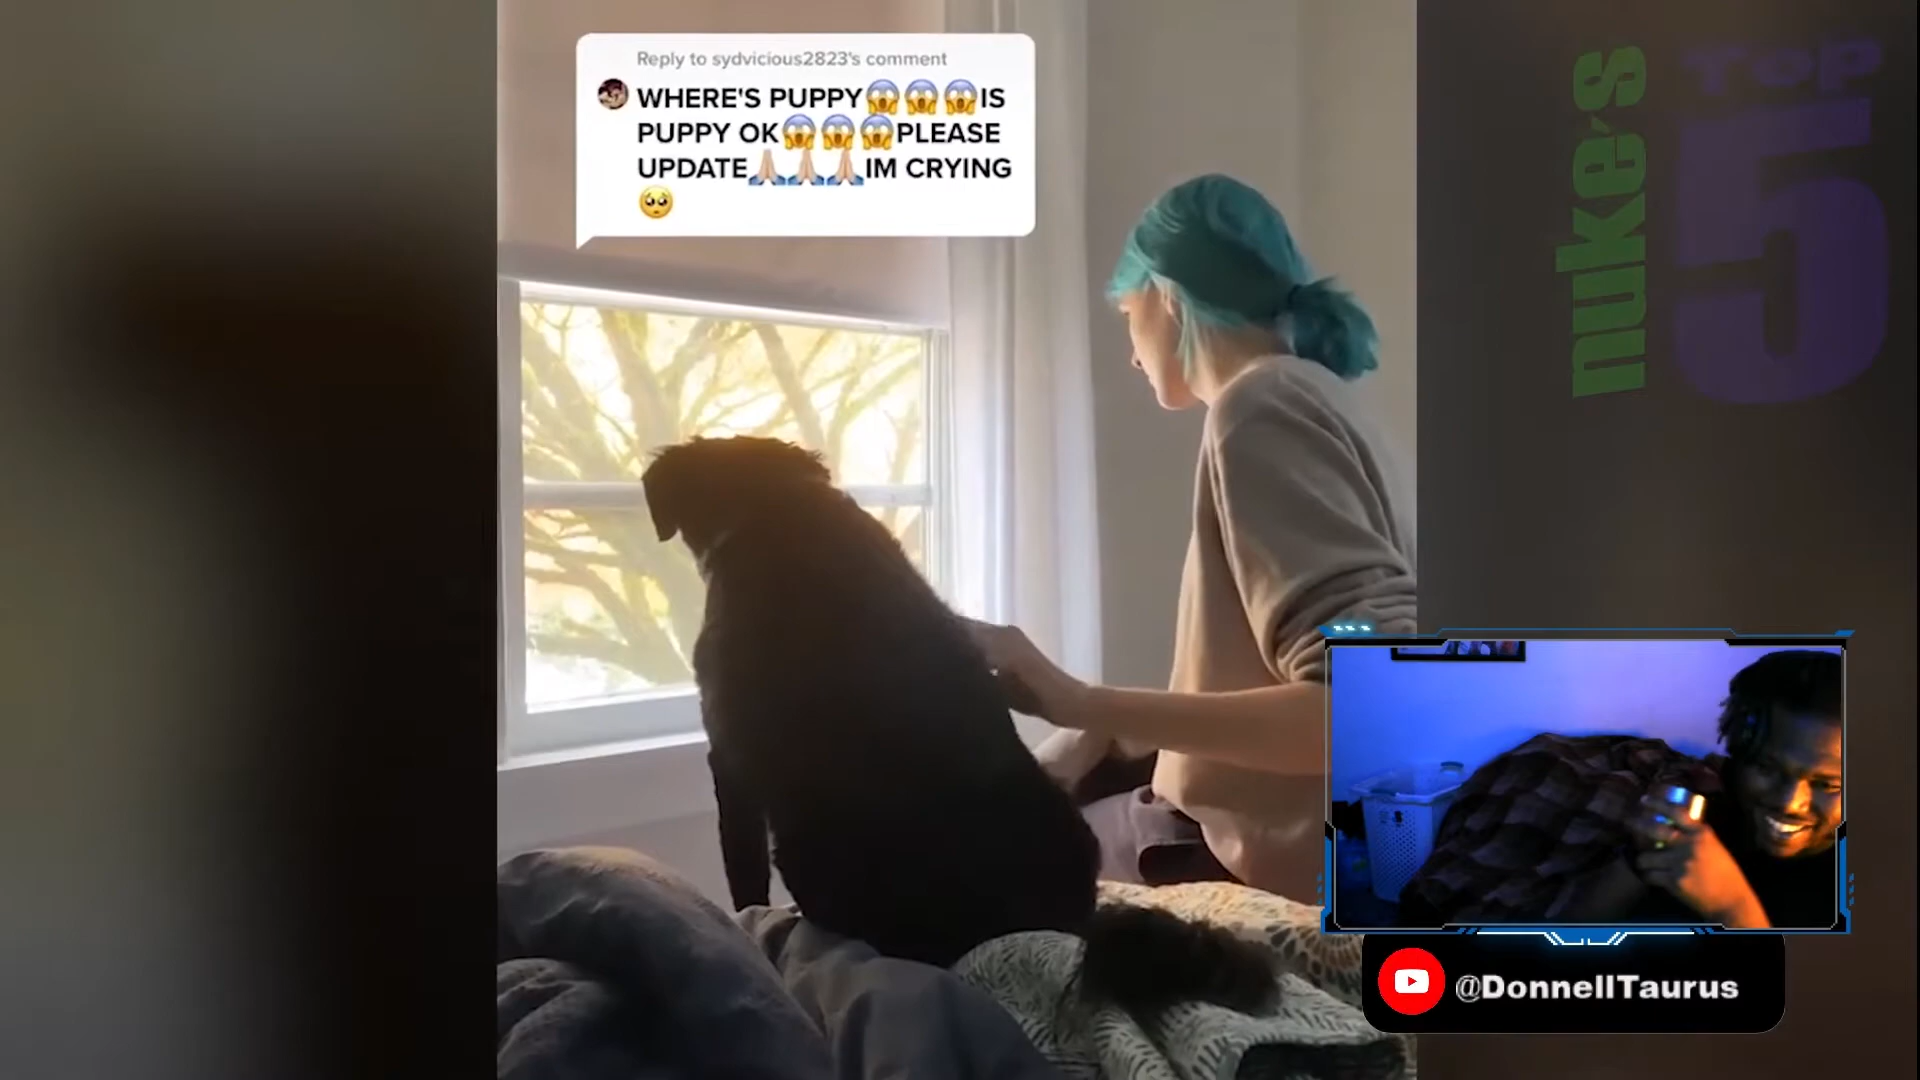 Reply to sydvicious2823's comment
WHERE'S PUPPY😱😱😱IS
PUPPY OK😱😱😱PLEASE
UPDATE🙏🏼🙏🏼🙏🏼IM CRYING
🥺
nuke's
Top
5
@DonnellTaurus